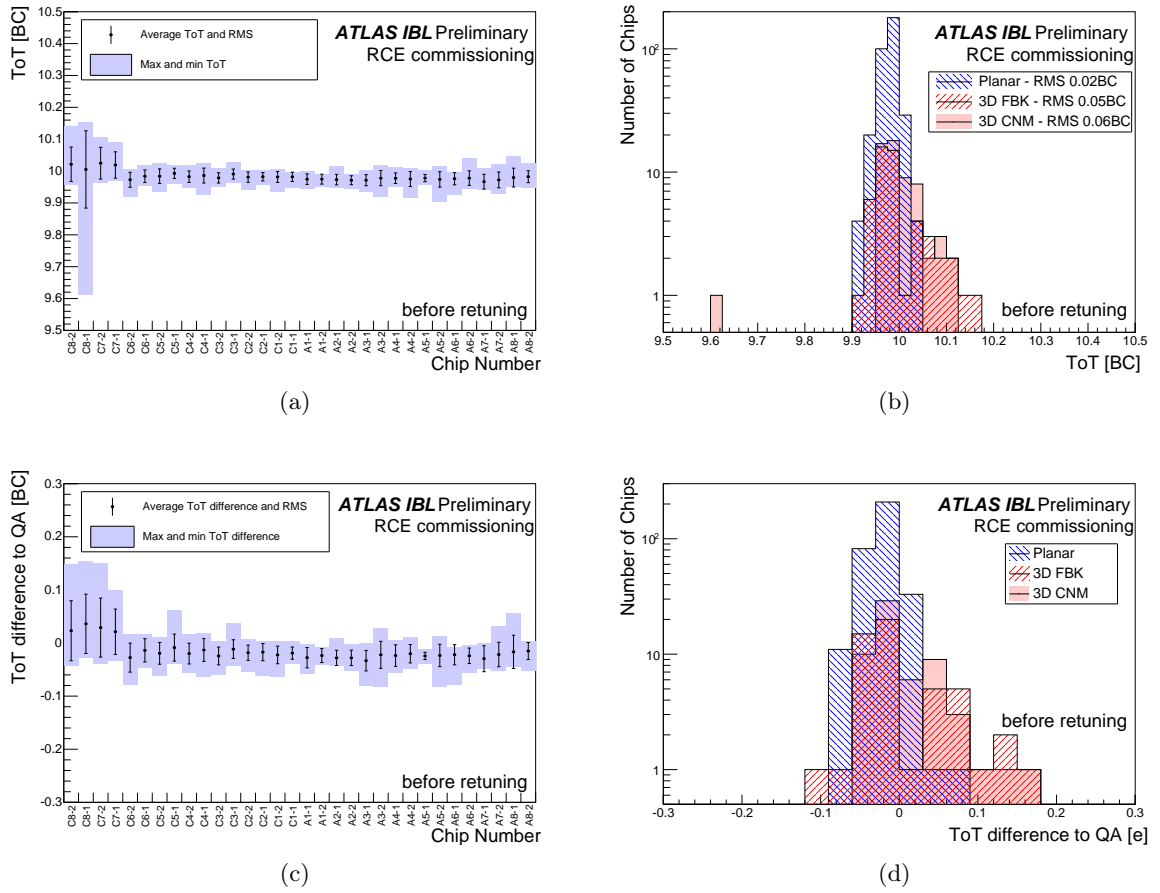 ToT [BC]
10.5
10.4
10.3
10.2
10.1
10
9.9
9.8
9.7
9.6
9.5
Average ToT and RMS
Max and min ToT
ATLAS IBL Preliminary
RCE commissioning
before retuning
C8-2 C8-1 C7-2 C7-1 C6-2 C6-1 C5-2 C5-1 C4-2 C4-1 C3-2 C3-1 C2-2 C2-1 C1-2 C1-1 A1-1 A1-2 A2-1 A2-2 A3-1 A3-2 A4-1 A4-2 A5-1 A5-2 A6-1 A6-2 A7-1 A7-2 A8-1 A8-2
Chip Number
(a)
Number of Chips
10²
10
1
ATLAS IBL Preliminary
RCE commissioning
Planar - RMS 0.02BC
3D FBK - RMS 0.05BC
3D CNM - RMS 0.06BC
before retuning
9.5 9.6 9.7 9.8 9.9 10 10.1 10.2 10.3 10.4 10.5
ToT [BC]
(b)
ToT difference to QA [BC]
0.3
0.2
0.1
0
-0.1
-0.2
-0.3
Average ToT difference and RMS
Max and min ToT difference
ATLAS IBL Preliminary
RCE commissioning
before retuning
C8-2 C8-1 C7-2 C7-1 C6-2 C6-1 C5-2 C5-1 C4-2 C4-1 C3-2 C3-1 C2-2 C2-1 C1-2 C1-1 A1-1 A1-2 A2-1 A2-2 A3-1 A3-2 A4-1 A4-2 A5-1 A5-2 A6-1 A6-2 A7-1 A7-2 A8-1 A8-2
Chip Number
(c)
Number of Chips
10²
10
1
ATLAS IBL Preliminary
RCE commissioning
Planar
3D FBK
3D CNM
before retuning
-0.3 -0.2 -0.1 0 0.1 0.2 0.3
ToT difference to QA [e]
(d)